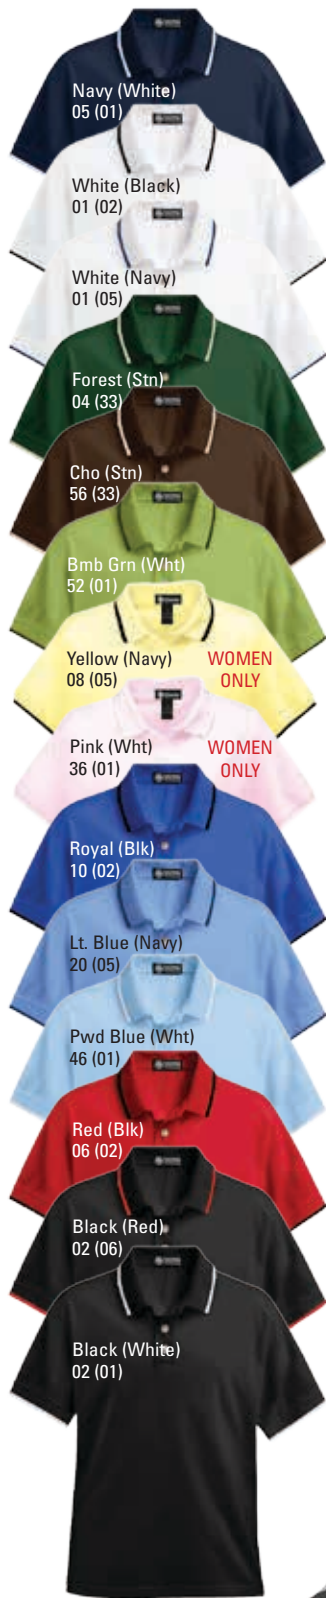 Navy (White)
05 (01)
White (Black)
01 (02)
White (Navy)
01 (05)
Forest (Stn)
04 (33)
Cho (Stn)
56 (33)
Bmb Grn (Wht)
52 (01)
Yellow (Navy)
08 (05)
WOMEN
ONLY
Pink (Wht)
36 (01)
WOMEN
ONLY
Royal (Blk)
10 (02)
Lt. Blue (Navy)
20 (05)
Pwd Blue (Wht)
46 (01)
Red (Blk)
06 (02)
Black (Red)
02 (06)
Black (White)
02 (01)